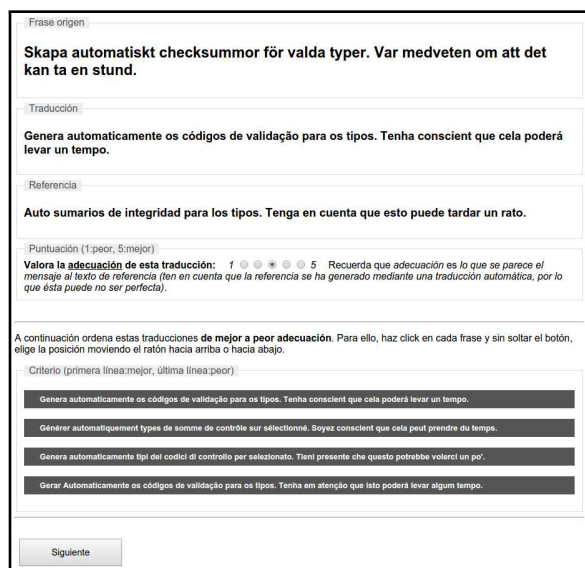 Frase origen
Skapa automatiskt checksummor för valda typer. Var medveten om att det
kan ta en stund.
Traducción
Genera automaticamente os códigos de validação para os tipos. Tenha conscient que cela poderá
levar un tempo.
Referencia
Auto sumarios de integridad para los tipos. Tenga en cuenta que esto puede tardar un rato.
Puntuación (1:peor, 5:mejor)
Valora la adecuación de esta traducción: 1 5 Recuerda que adecuación es lo que se parece el
mensaje al texto de referencia (ten en cuenta que la referencia se ha generado mediante una traducción automática, por lo
que ésta puede no ser perfecta).
A continuación ordena estas traducciones de mejor a peor adecuación. Para ello, haz click en cada frase y sin soltar el botón,
elige la posición moviendo el ratón hacia arriba o hacia abajo.
Criterio (primera línea:mejor, última línea:peor)
Genera automaticamente os códigos de validação para os tipos. Tenha conscient que cela poderá levar un tempo.
Générer automatiquement types de somme de contrôle sur sélectionné. Soyez conscient que cela peut prendre du temps.
Genera automaticamente tipi del codici di controllo per selezionato. Tieni presente che questo potrebbe volerci un po'.
Gerar Automaticamente os códigos de validação para os tipos. Tenha em atenção que isto poderá levar algum tempo.
Siguiente